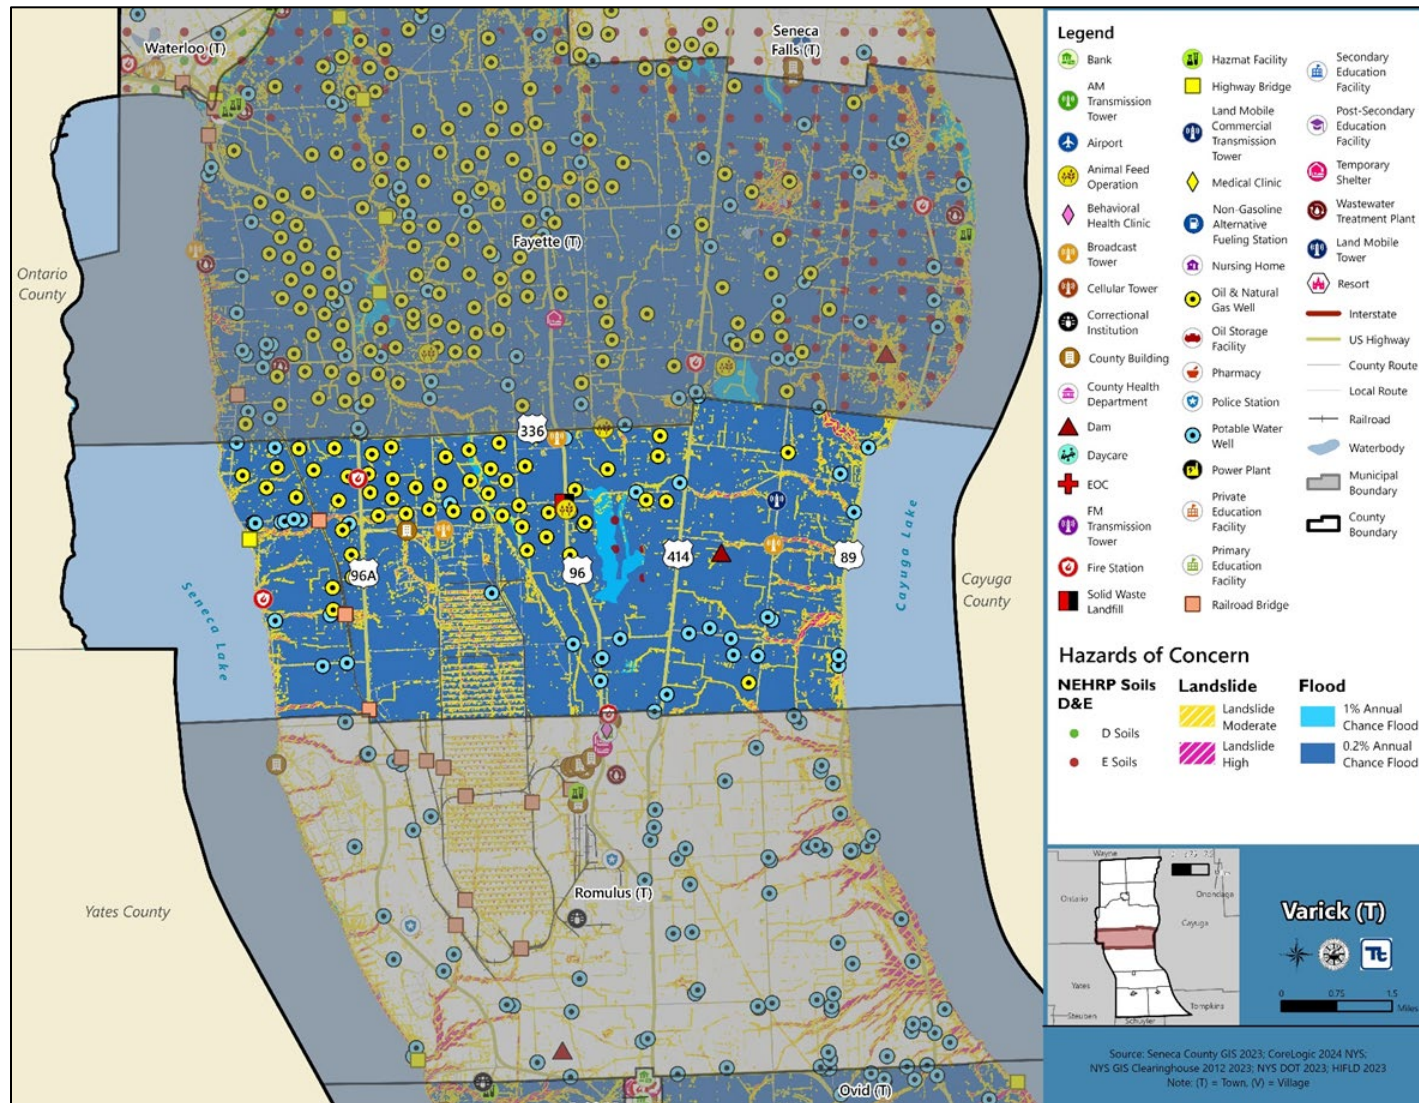 Waterloo (T)
Seneca
Falls (T)
Ontario
County
Fayette (T)
336
96A
96
414
89
Seneca Lake
Cayuga Lake
Cayuga
County
Yates County
Romulus (T)
Ovid (T)
Legend
Bank
AM
Transmission
Tower
Airport
Animal Feed
Operation
Behavioral
Health Clinic
Broadcast
Tower
Cellular Tower
Correctional
Institution
County Building
County Health
Department
Dam
Daycare
EOC
FM
Transmission
Tower
Fire Station
Solid Waste
Landfill
Hazmat Facility
Highway Bridge
Land Mobile
Commercial
Transmission
Tower
Medical Clinic
Non-Gasoline
Alternative
Fueling Station
Nursing Home
Oil & Natural
Gas Well
Oil Storage
Facility
Pharmacy
Police Station
Potable Water
Well
Power Plant
Private
Education
Facility
Primary
Education
Facility
Railroad Bridge
Secondary
Education
Facility
Post-Secondary
Education
Facility
Temporary
Shelter
Wastewater
Treatment Plant
Land Mobile
Tower
Resort
Interstate
US Highway
County Route
Local Route
Railroad
Waterbody
Municipal
Boundary
County
Boundary
Hazards of Concern
NEHRP Soils
D&E
D Soils
E Soils
Landslide
Landslide
Moderate
Landslide
High
Flood
1% Annual
Chance Flood
0.2% Annual
Chance Flood
Wayne
Ontario
Onondaga
Cayuga
Yates
Tompkins
Steuben
Schuyler
Varick (T)
Tt
0 0.75 1.5
Miles
Source: Seneca County GIS 2023; CoreLogic 2024 NYS;
NYS GIS Clearinghouse 2012 2023; NYS DOT 2023; HIFLD 2023
Note: (T) = Town, (V) = Village